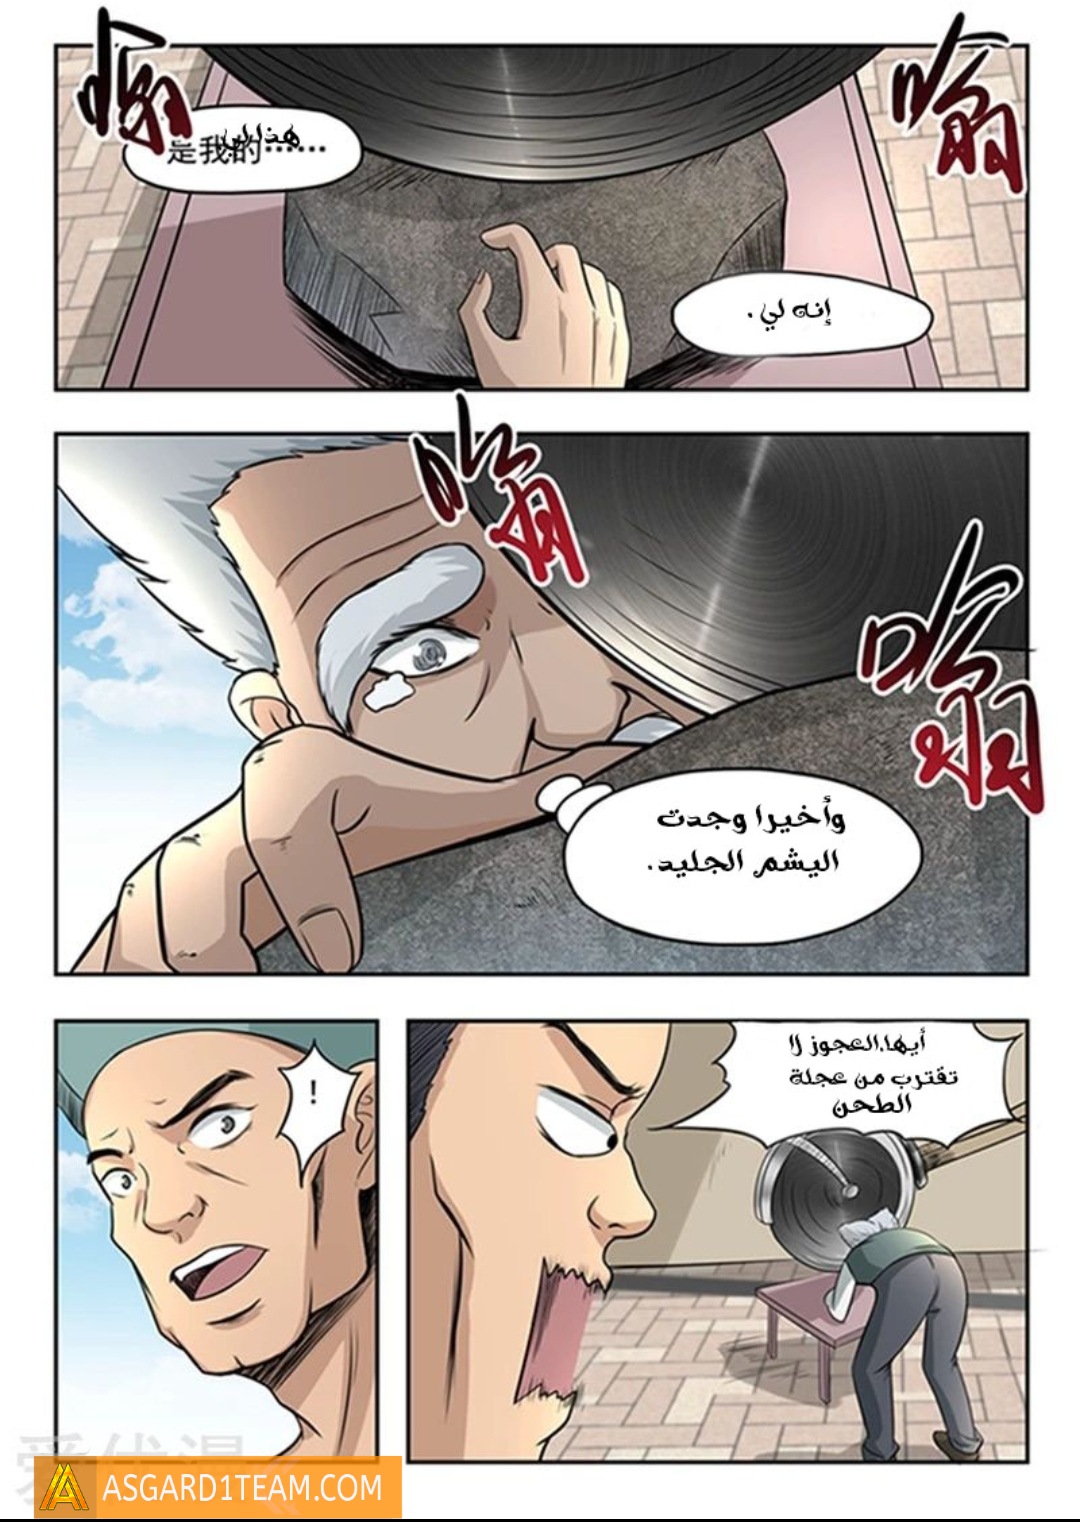 嗡
嗡
هذا لي
是我的……
إنه لي .
嗡
嗡
وأخيرا وجدت
اليشم الجليد.
!
أيها العجوز لا
تقترب من عجلة
الطحن
ASGARD1TEAM.COM